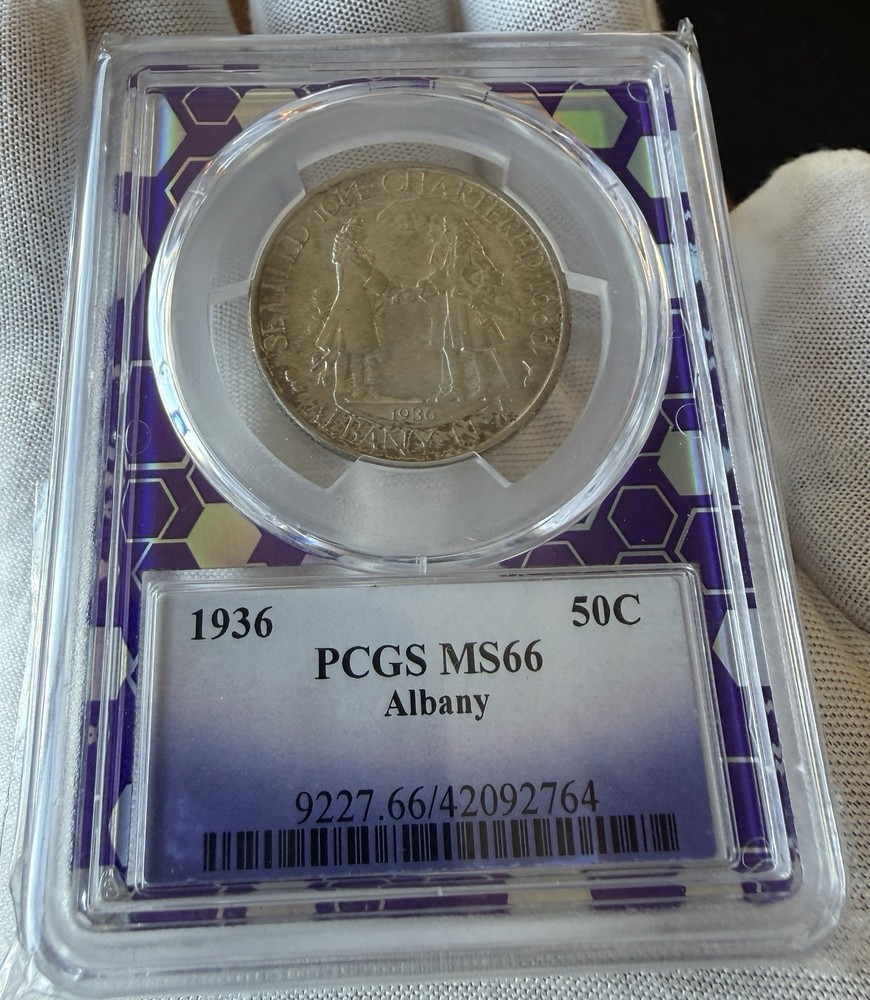 SETTLED 1614 CHARTERED 1686
1936
ALBANY N.Y.
1936 50C
PCGS MS66
Albany
9227.66/42092764